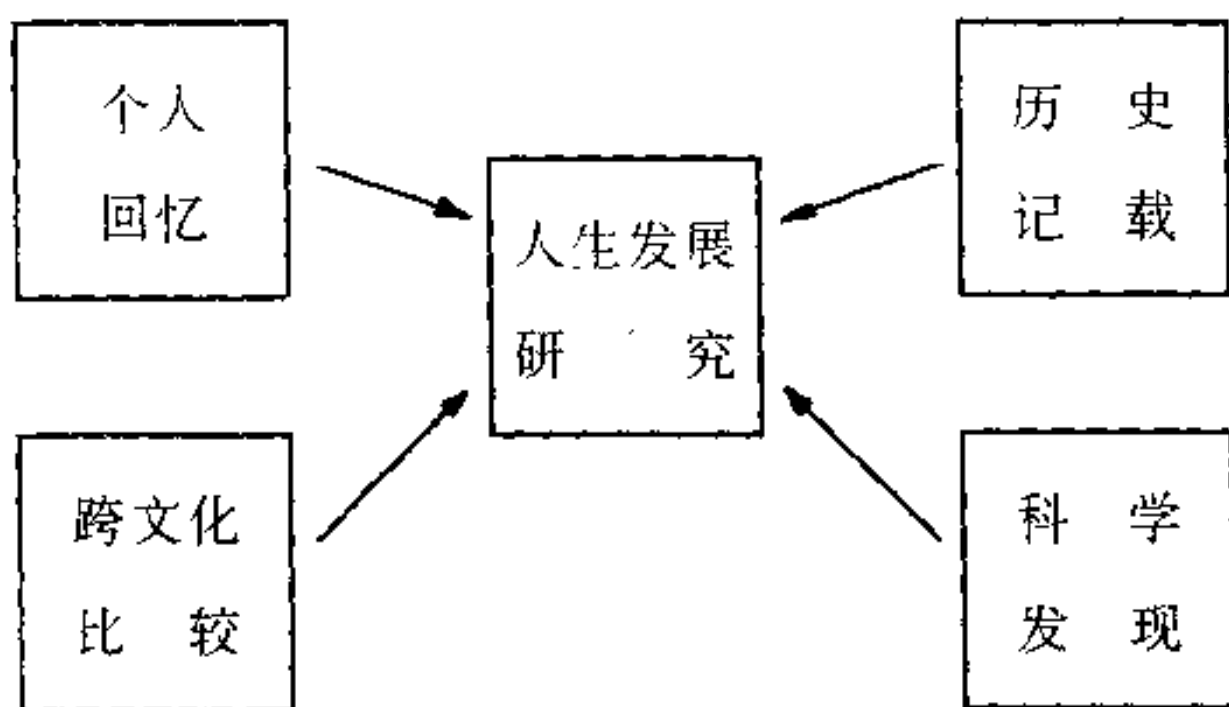 个人
回忆
历 史
记 载
人生发展
研 究
跨文化
比 较
科 学
发 现